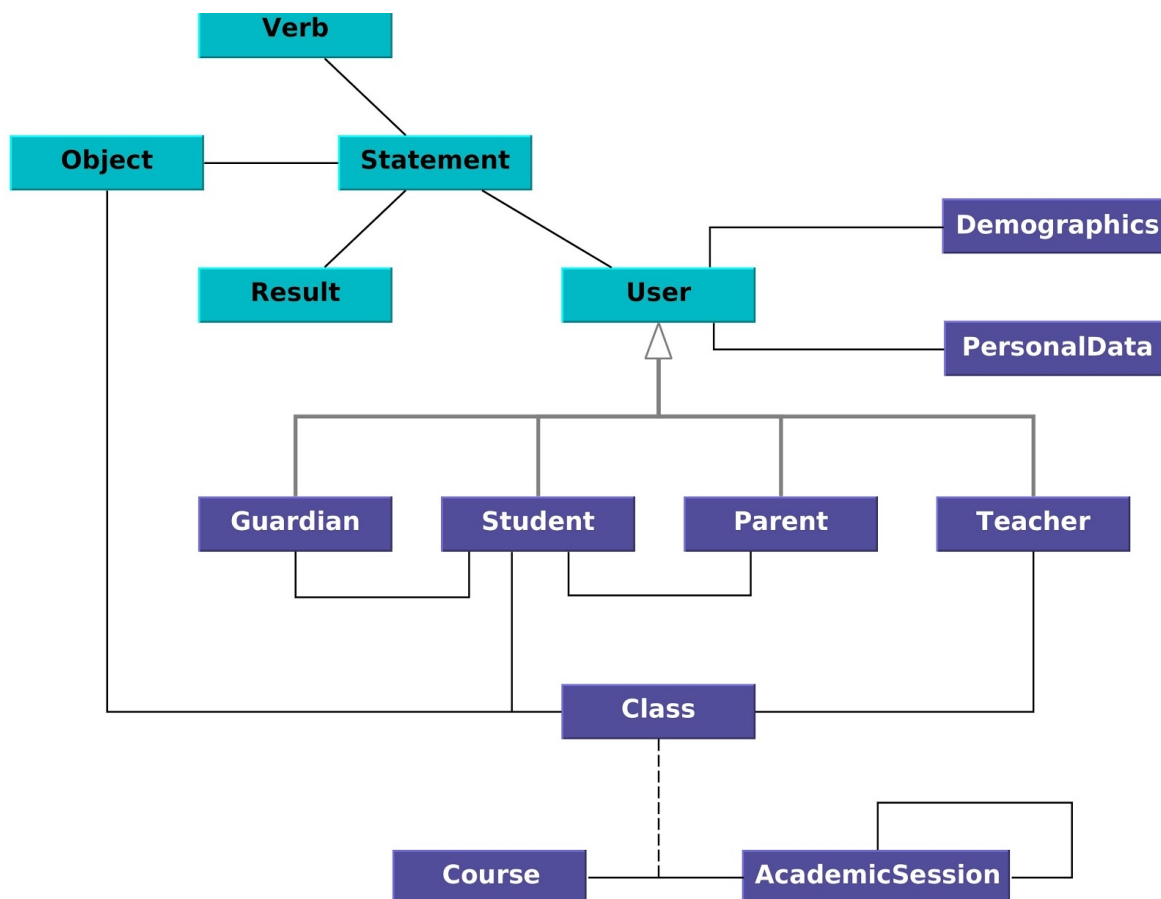 Verb
Object
Statement
Demographics
Result
User
PersonalData
Guardian
Student
Parent
Teacher
Class
Course
AcademicSession